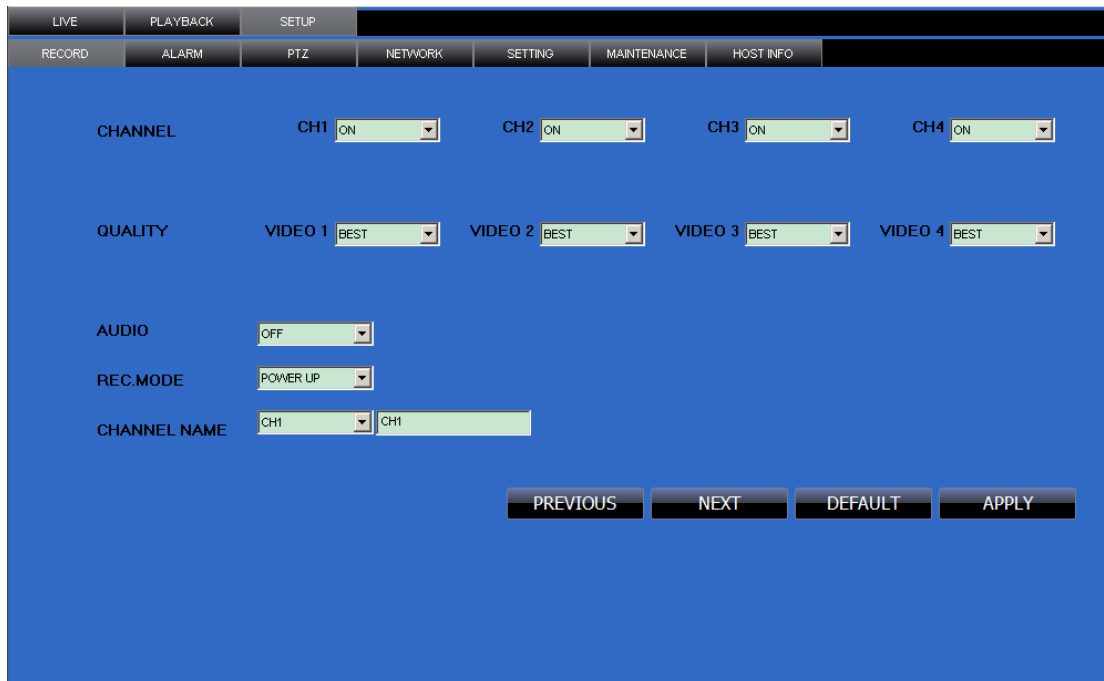 LIVE PLAYBACK SETUP
RECORD ALARM PTZ NETWORK SETTING MAINTENANCE HOST INFO
CHANNEL CH1 ON CH2 ON CH3 ON CH4 ON
QUALITY VIDEO 1 BEST VIDEO 2 BEST VIDEO 3 BEST VIDEO 4 BEST
AUDIO OFF
REC.MODE POWER UP
CHANNEL NAME CH1 CH1
PREVIOUS NEXT DEFAULT APPLY